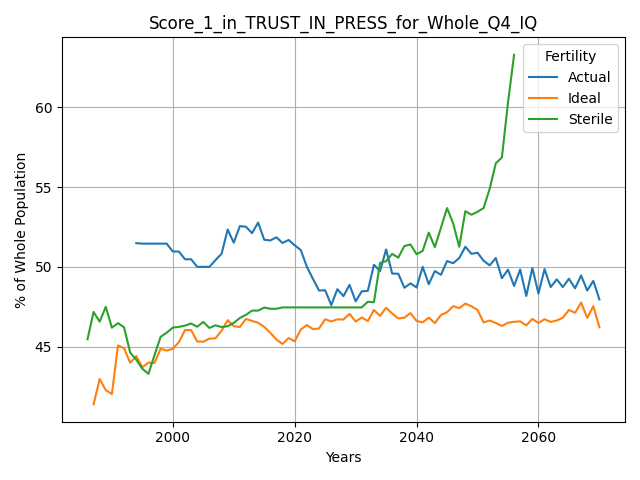 Score_1_in_TRUST_IN_PRESS_for_Whole_Q4_IQ
Fertility
Actual
Ideal
Sterile
% of Whole Population
60
55
50
45
2000
2020
2040
2060
Years